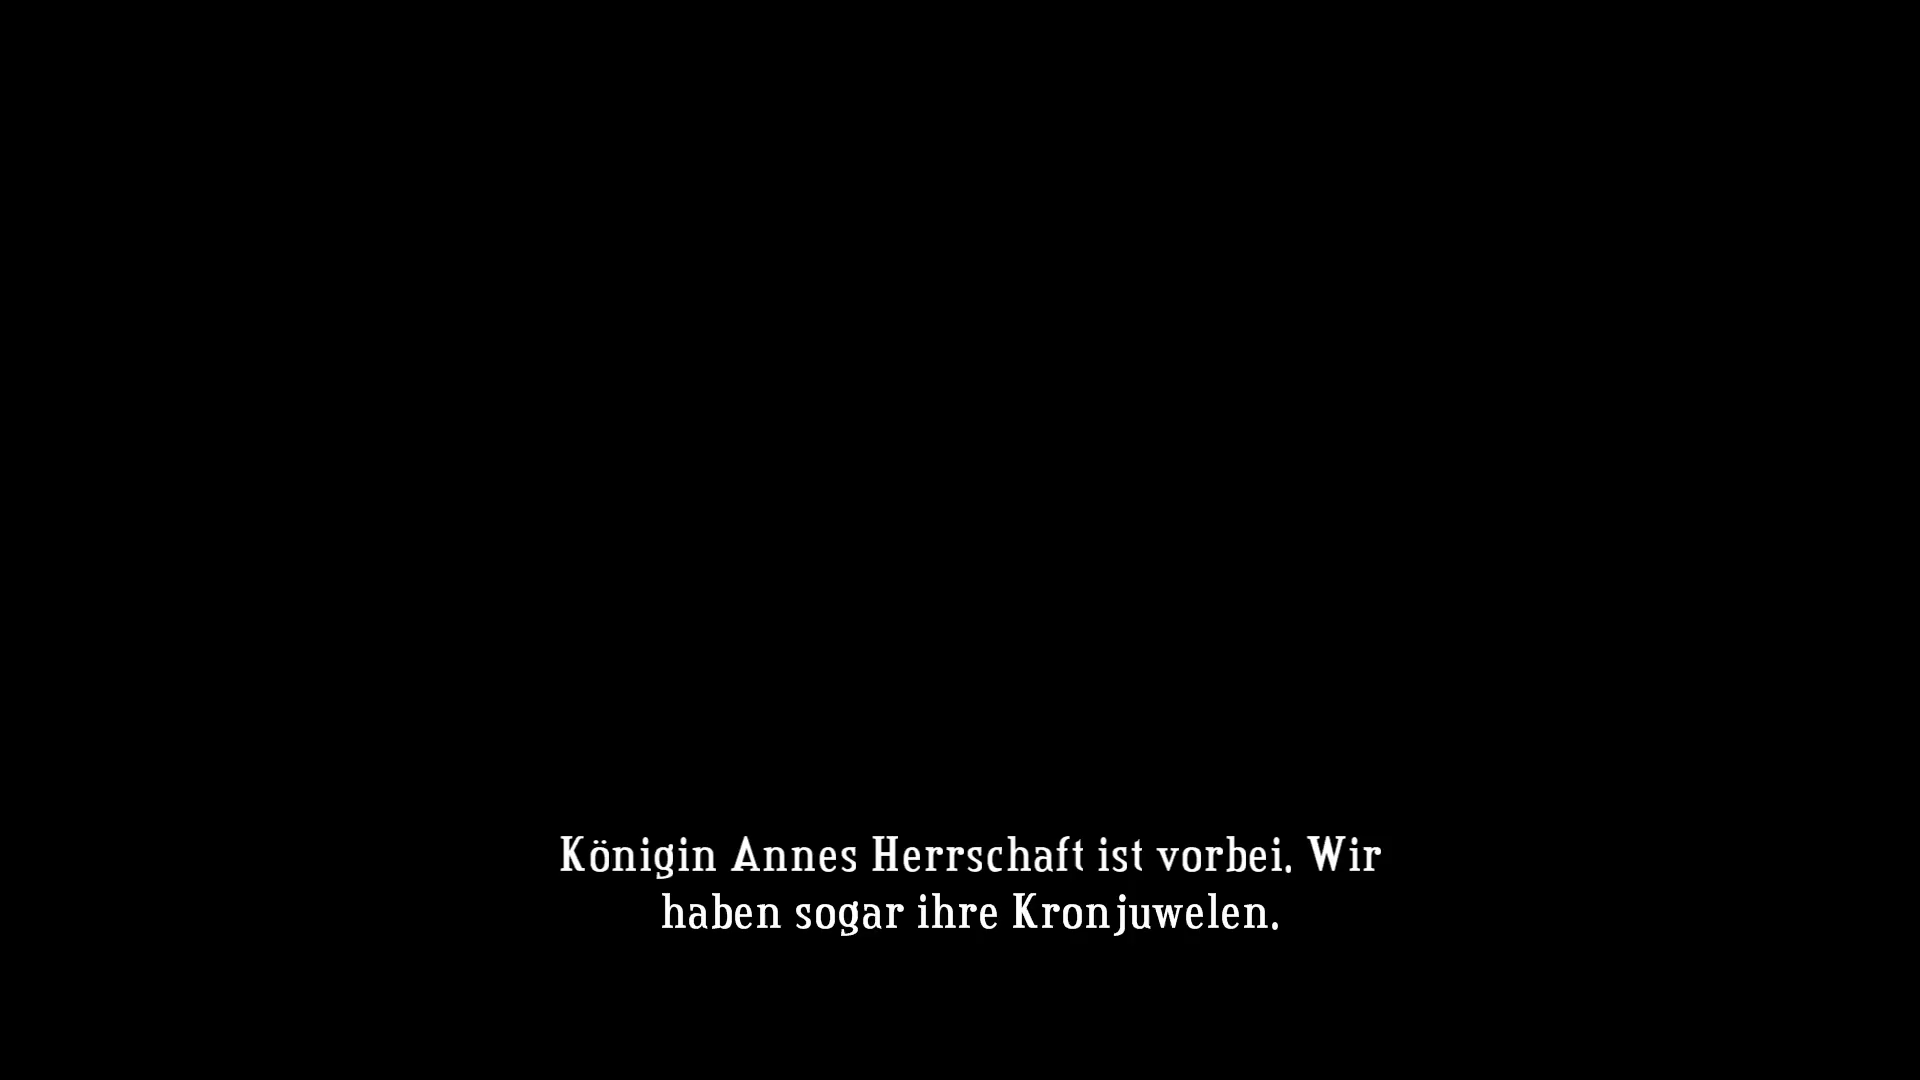 Königin Annes Herrschaft ist vorbei. Wir
haben sogar ihre Kronjuwelen.